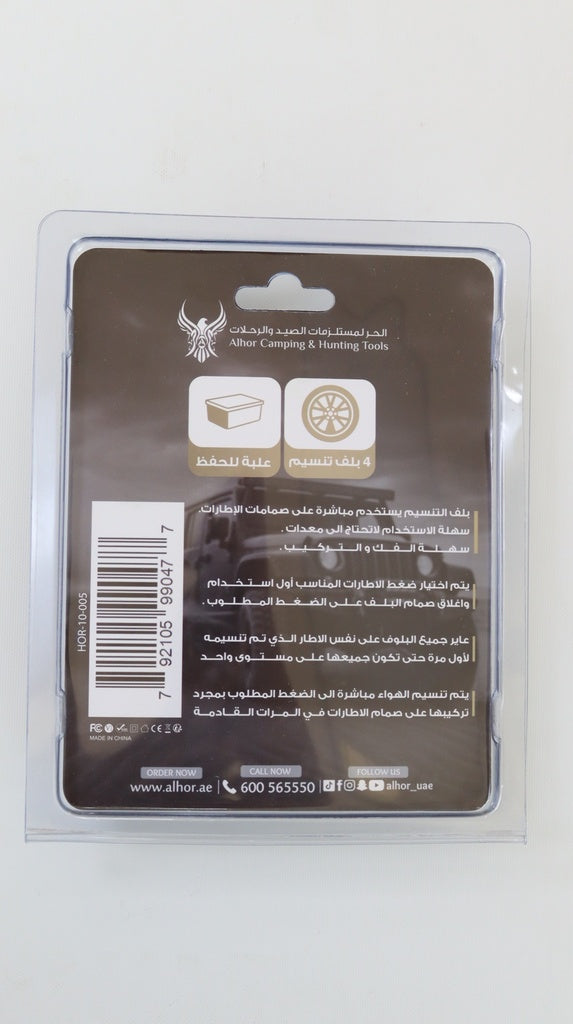 الحر لمستلزمات الصيد والرحلات
Alhor Camping & Hunting Tools
4 بلف تنسيم
علبة للحفظ
بلف التنسيم يستخدم مباشرة على صمامات الإطارات.
سهلة الاستخدام لاتحتاج الى معدات .
سهلة الفك و التركيب .
يتم اختيار ضغط الاطارات المناسب أول استخدام
واغلاق صمام البلف على الضغط المطلوب .
عاير جميع البلوف على نفس الاطار الذي تم تنسيمه
لأول مرة حتى تكون جميعها على مستوى واحد
يتم تنسيم الهواء مباشرة الى الضغط المطلوب بمجرد
تركيبها على صمام الاطارات في المرات القادمة
HOR-10-005
7 92105 99047 7
FC CE
MADE IN CHINA
ORDER NOW
www.alhor.ae
CALL NOW
600 565550
FOLLOW US
alhor_uae